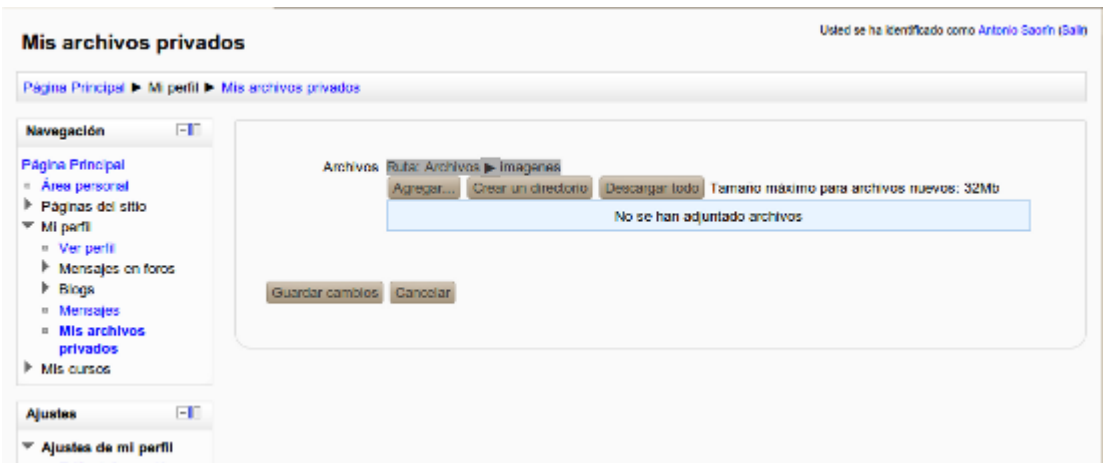 Mis archivos privados
Usted se ha identificado como Antonio Saorín (Salir)
Página Principal ► Mi perfil ► Mis archivos privados
Navegación
Página Principal
Área personal
Páginas del sitio
Mi perfil
Ver perfil
Mensajes en foros
Blogs
Mensajes
Mis archivos
privados
Mis cursos
Ajustes
Ajustes de mi perfil
Archivos Ruta: Archivos ► imagenes
Agregar... Crear un directorio Descargar todo Tamaño máximo para archivos nuevos: 32Mb
No se han adjuntado archivos
Guardar cambios Cancelar